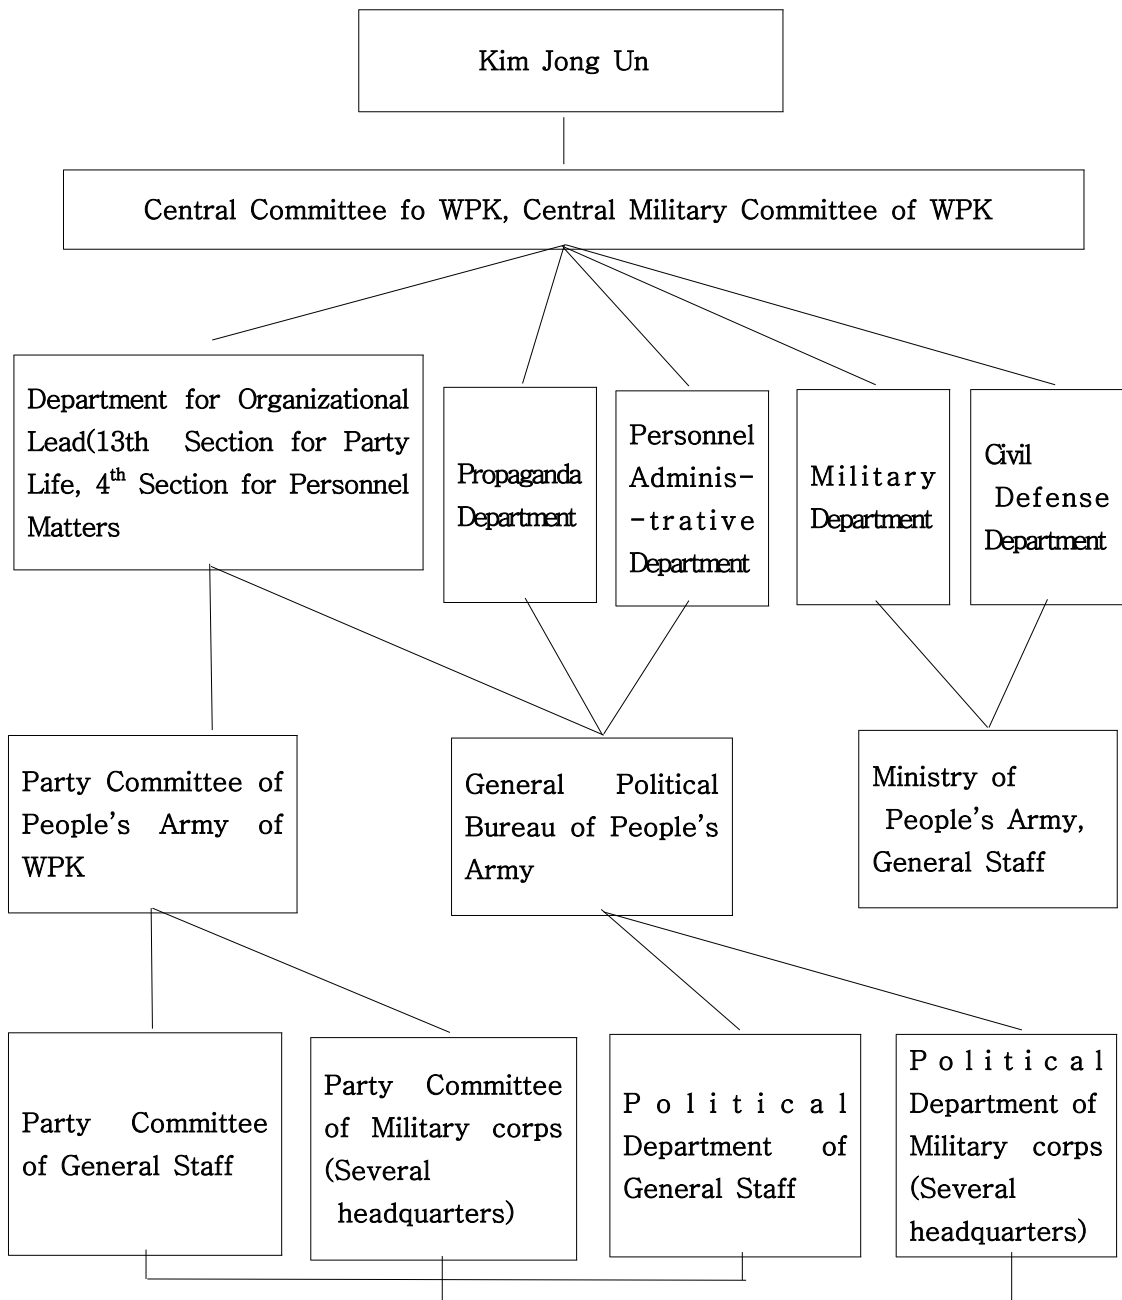 Kim Jong Un
Central Committee fo WPK, Central Military Committee of WPK
Department for Organizational
Lead(13th Section for Party
Life, 4th Section for Personnel
Matters
Propaganda
Department
Personnel
Adminis-
-trative
Department
Military
Department
Civil
Defense
Department
Party Committee of
People's Army of
WPK
General Political
Bureau of People's
Army
Ministry of
People's Army,
General Staff
Party Committee
of General Staff
Party Committee
of Military corps
(Several
headquarters)
Political
Department of
General Staff
Political
Department of
Military corps
(Several
headquarters)